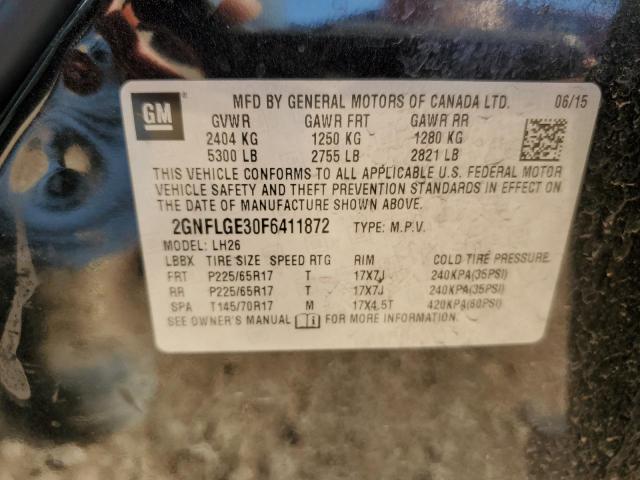 GM ® MFD BY GENERAL MOTORS OF CANADA LTD. 06/15
GVWR GAWR FRT GAWR RR
2404 KG 1250 KG 1280 KG
5300 LB 2755 LB 2821 LB
THIS VEHICLE CONFORMS TO ALL APPLICABLE U.S. FEDERAL MOTOR
VEHICLE SAFETY AND THEFT PREVENTION STANDARDS IN EFFECT ON
THE DATE OF MANUFACTURE SHOWN ABOVE.
2GNFLGE30F6411872 TYPE: M.P.V.
MODEL: LH26
LBBX TIRE SIZE SPEED RTG RIM COLD TIRE PRESSURE
FRT P225/65R17 T 17X7J 240KPA(35PSI)
RR P225/65R17 T 17X7J 240KPA(35PSI)
SPA T145/70R17 M 17X4.5T 420KPA(60PSI)
SEE OWNER'S MANUAL FOR MORE INFORMATION.